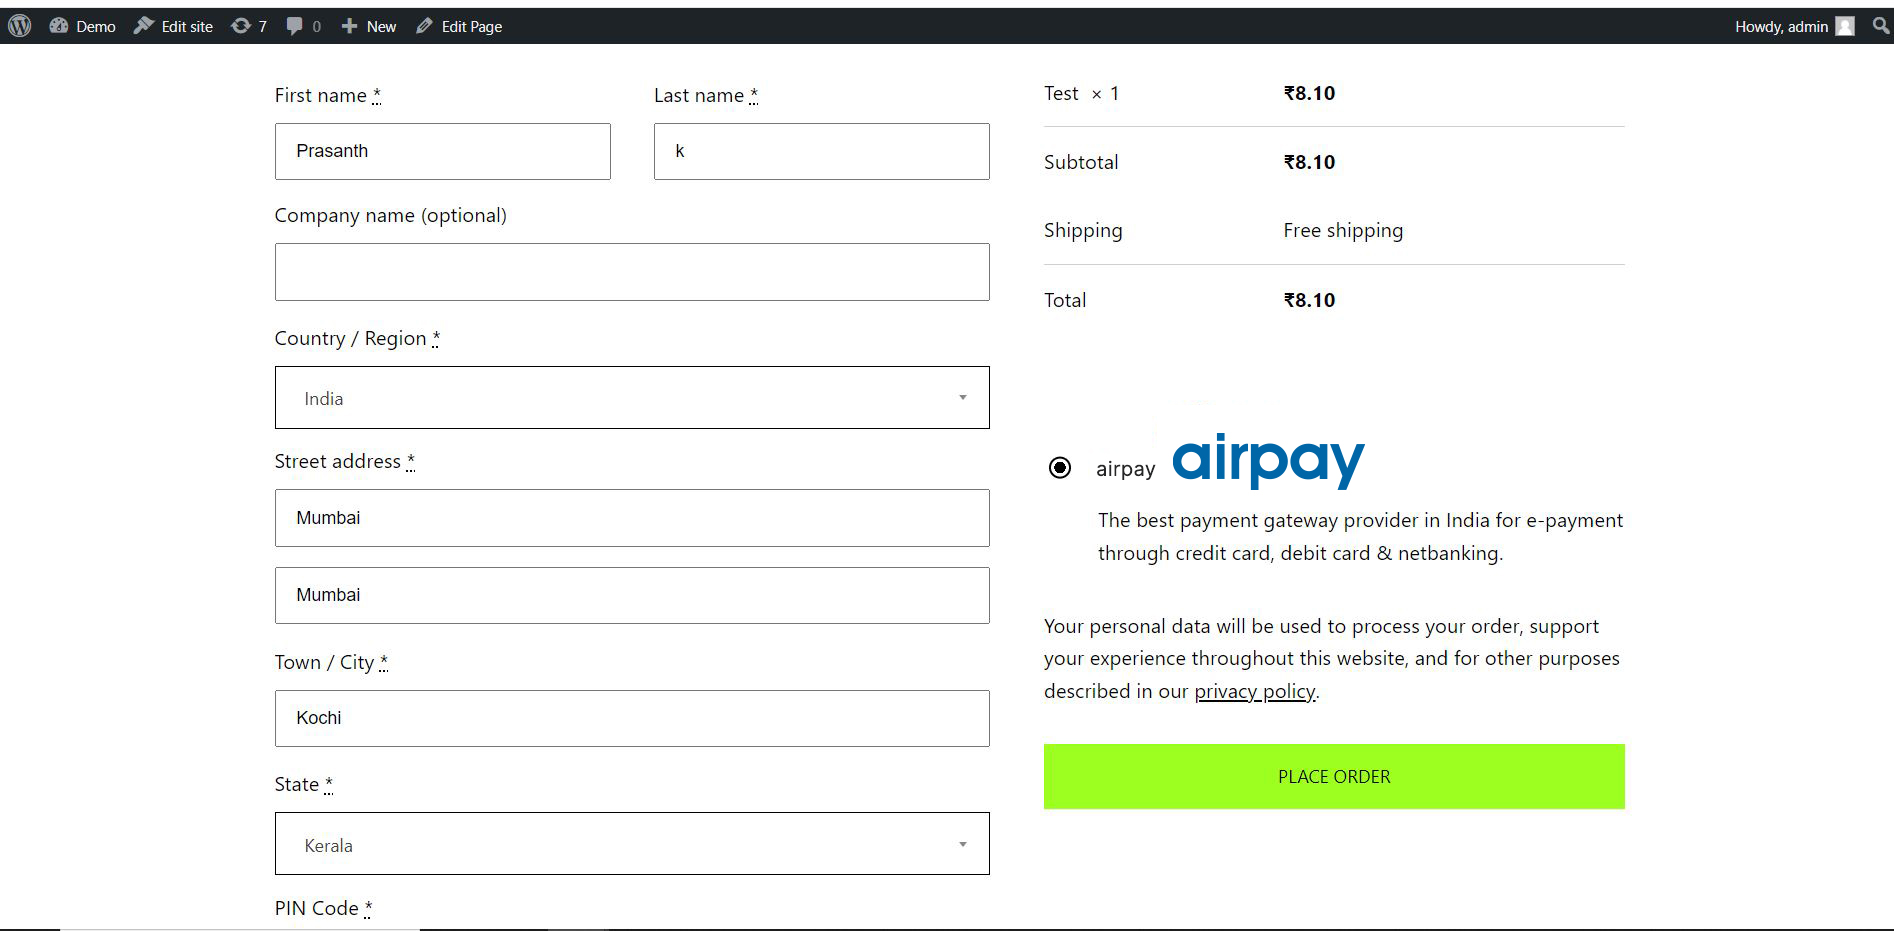 Demo Edit site 7 0 New Edit Page Howdy, admin
First name * Last name *
Prasanth k
Company name (optional)
Country / Region *
India
Street address *
Mumbai
Mumbai
Town / City *
Kochi
State *
Kerala
PIN Code *
Test × 1 ₹8.10
Subtotal ₹8.10
Shipping Free shipping
Total ₹8.10
airpay airpay
The best payment gateway provider in India for e-payment
through credit card, debit card & netbanking.
Your personal data will be used to process your order, support
your experience throughout this website, and for other purposes
described in our privacy policy.
PLACE ORDER